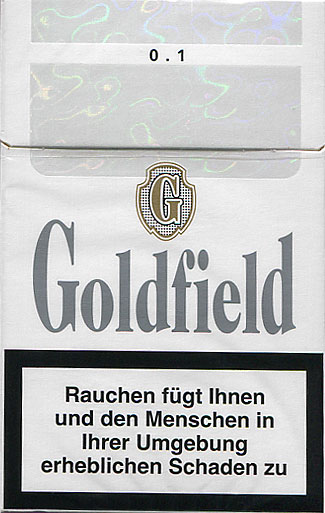 0.1
G
Goldfield
Rauchen fügt Ihnen
und den Menschen in
Ihrer Umgebung
erheblichen Schaden zu